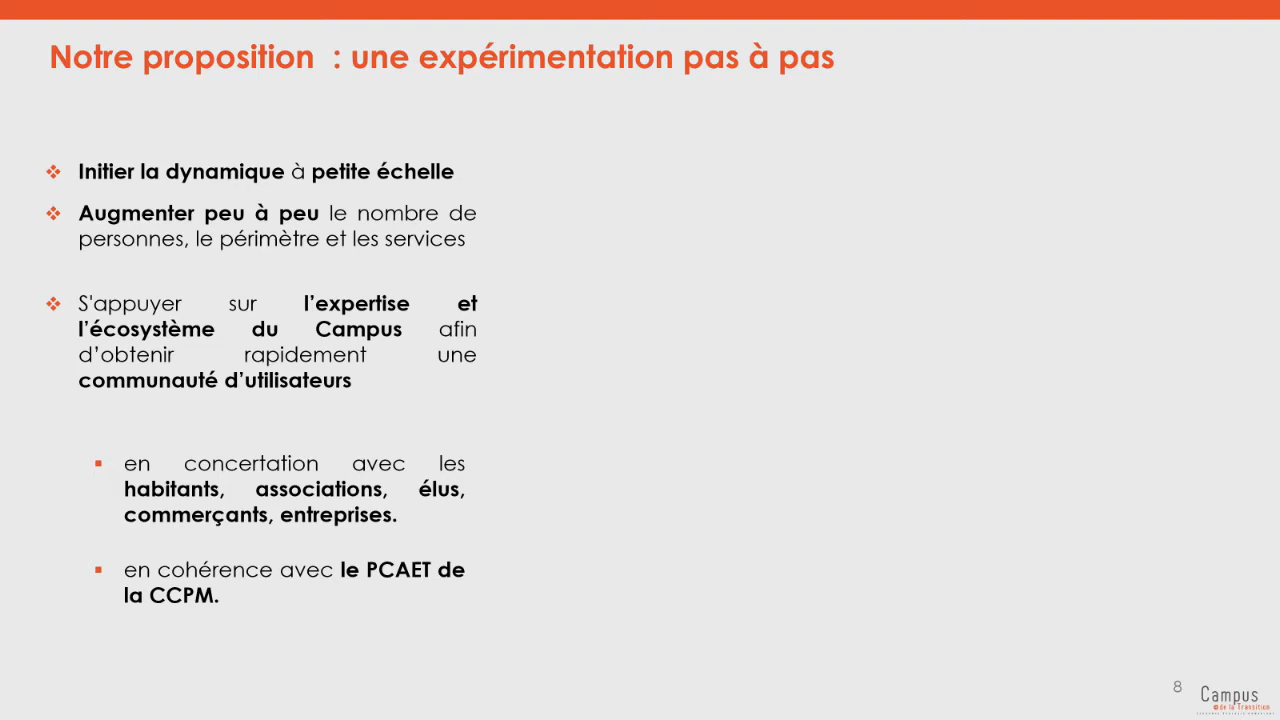 Notre proposition : une expérimentation pas à pas
Initier la dynamique à petite échelle
Augmenter peu à peu le nombre de
personnes, le périmètre et les services
S'appuyer sur l’expertise et
l’écosystème du Campus afin
d’obtenir rapidement une
communauté d’utilisateurs
en concertation avec les
habitants, associations, élus,
commerçants, entreprises.
en cohérence avec le PCAET de
la CCPM.
8
Campus
de la Transition